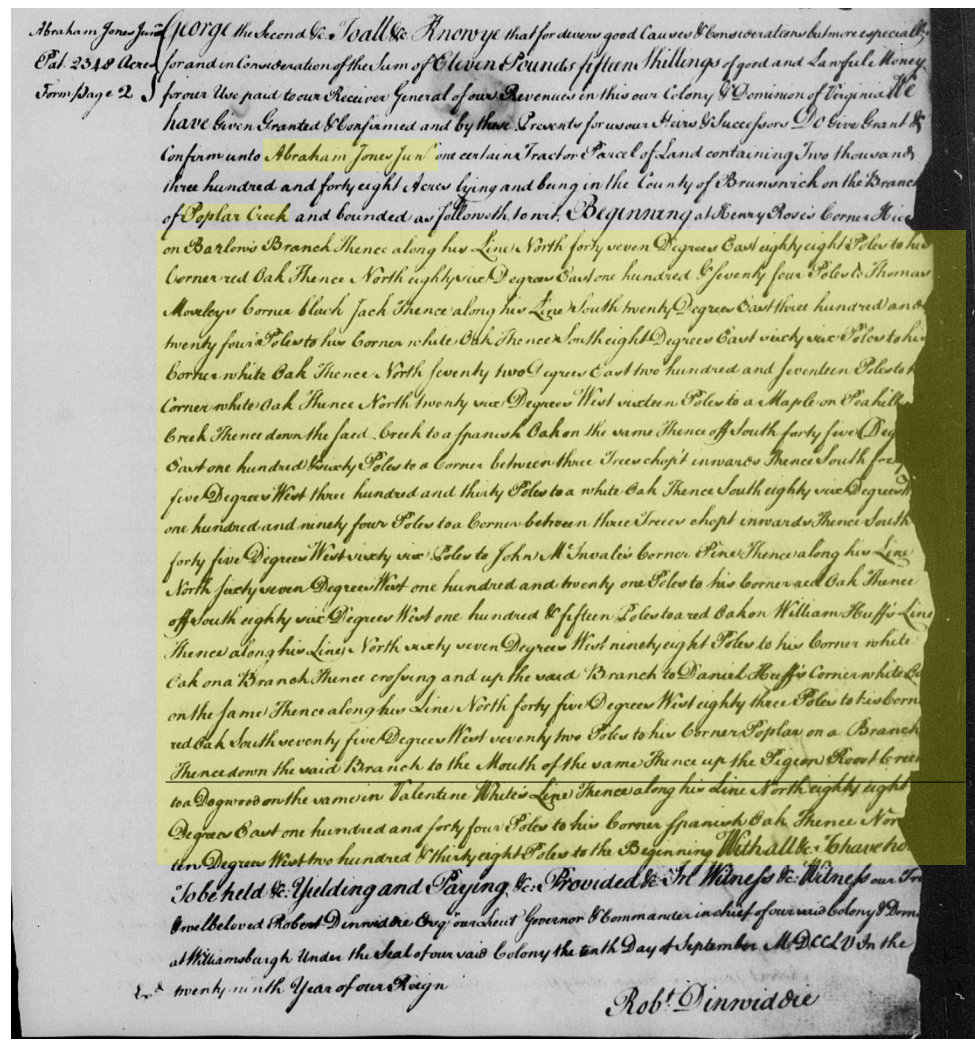 Abraham Jones Junr
Pat. 2348 Acres
Form Page 2
George the Second &c. To all &c. Know ye that for divers good Causes & Considerations but more especially
for and in Consideration of the Sum of Eleven Pounds fifteen Shillings of good and Lawful Money
for our Use paid to our Receiver General of our Revenues in this our Colony & Dominion of Virginia We
have Given Granted & Confirmed and by these Presents for us our Heirs & Successors Do Give Grant &
Confirm unto Abraham Jones Junr one certain Tract or Parcel of Land containing Two thousand
three hundred and forty eight Acres lying and being in the County of Brunswick on the Branch
of Poplar Creek and bounded as followeth to wit, Beginning at Henry Rose's Corner
on Barlow's Branch Thence along his Line North forty seven Degrees East eighty eight Poles to his
Corner red Oak Thence North eighty six Degrees East one hundred & seventy four Poles to Thomas
Moseley's Corner black Jack Thence along his Line South twenty Degrees East three hundred and
twenty four Poles to his Corner white Oak Thence South eight Degrees East sixty six Poles to his
Corner white Oak Thence North seventy two Degrees East two hundred and seventeen Poles to
Corner white Oak Thence North twenty six Degrees West sixteen Poles to a Maple on Peahill
Creek Thence down the said Creek to a Spanish Oak on the same Thence off South forty five Deg
East one hundred & sixty Poles to a Corner between three Trees chop't inwards Thence South
five Degrees West three hundred and thirty Poles to a white Oak Thence South eighty six Degrees
one hundred and ninety four Poles to a Corner between three Trees chopt inwards Thence South
forty five Degrees West sixty six Poles to John McInvale's Corner Pine Thence along his Line
North sixty seven Degrees West one hundred and twenty one Poles to his Corner red Oak Thence
off South eighty six Degrees West one hundred & fifteen Poles to a red Oak on William Huff's Line
Thence along his Line North sixty seven Degrees West ninety eight Poles to his Corner white
Oak on a Branch Thence crossing and up the said Branch to Daniel Huff's Corner white
on the same Thence along his Line North forty five Degrees West eighty three Poles to his Corn
red Oak South seventy five Degrees West seventy two Poles to his Corner Poplar on a Branch
Thence down the said Branch to the Mouth of the same Thence up the Pigeon Roost Cree
to a Dogwood on the same in Valentine White's Line Thence along his Line North eighty eight
Degrees East one hundred and forty four Poles to his Corner Spanish Oak Thence Nor
ten Degrees West two hundred & thirty eight Poles to the Beginning With all &c. To have ho
To be held &c. Yielding and Paying &c. Provided &c. In Witness &c. Witness our Tr
& welbeloved Robert Dinwiddie Esqr our Lieut Governor & Commander in chief of our said Colony & Dom
at Williamsburgh Under the Seal of our said Colony the tenth Day of September MDCCLV In the
twenty ninth Year of our Reign
Robt Dinwiddie